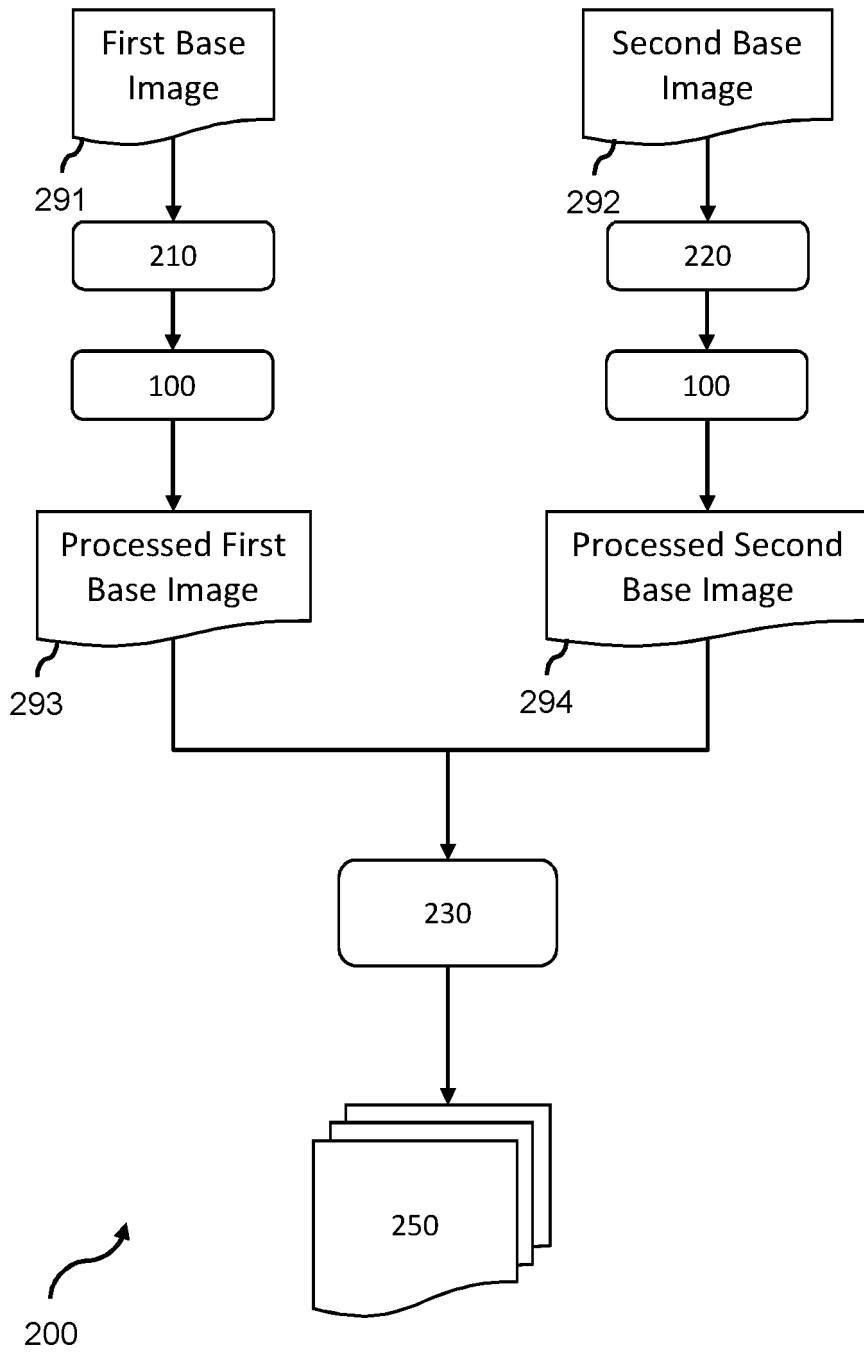 First Base
Image
291
210
100
Processed First
Base Image
293
Second Base
Image
292
220
100
Processed Second
Base Image
294
230
250
200